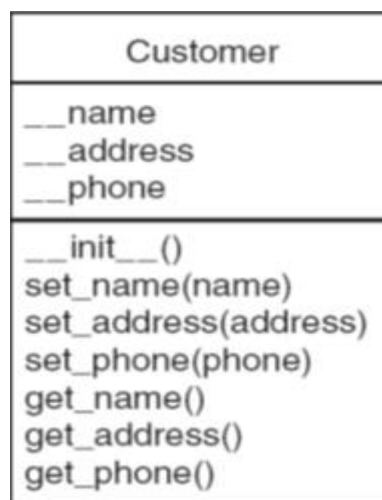 Customer
__name
__address
__phone
__init__()
set_name(name)
set_address(address)
set_phone(phone)
get_name()
get_address()
get_phone()